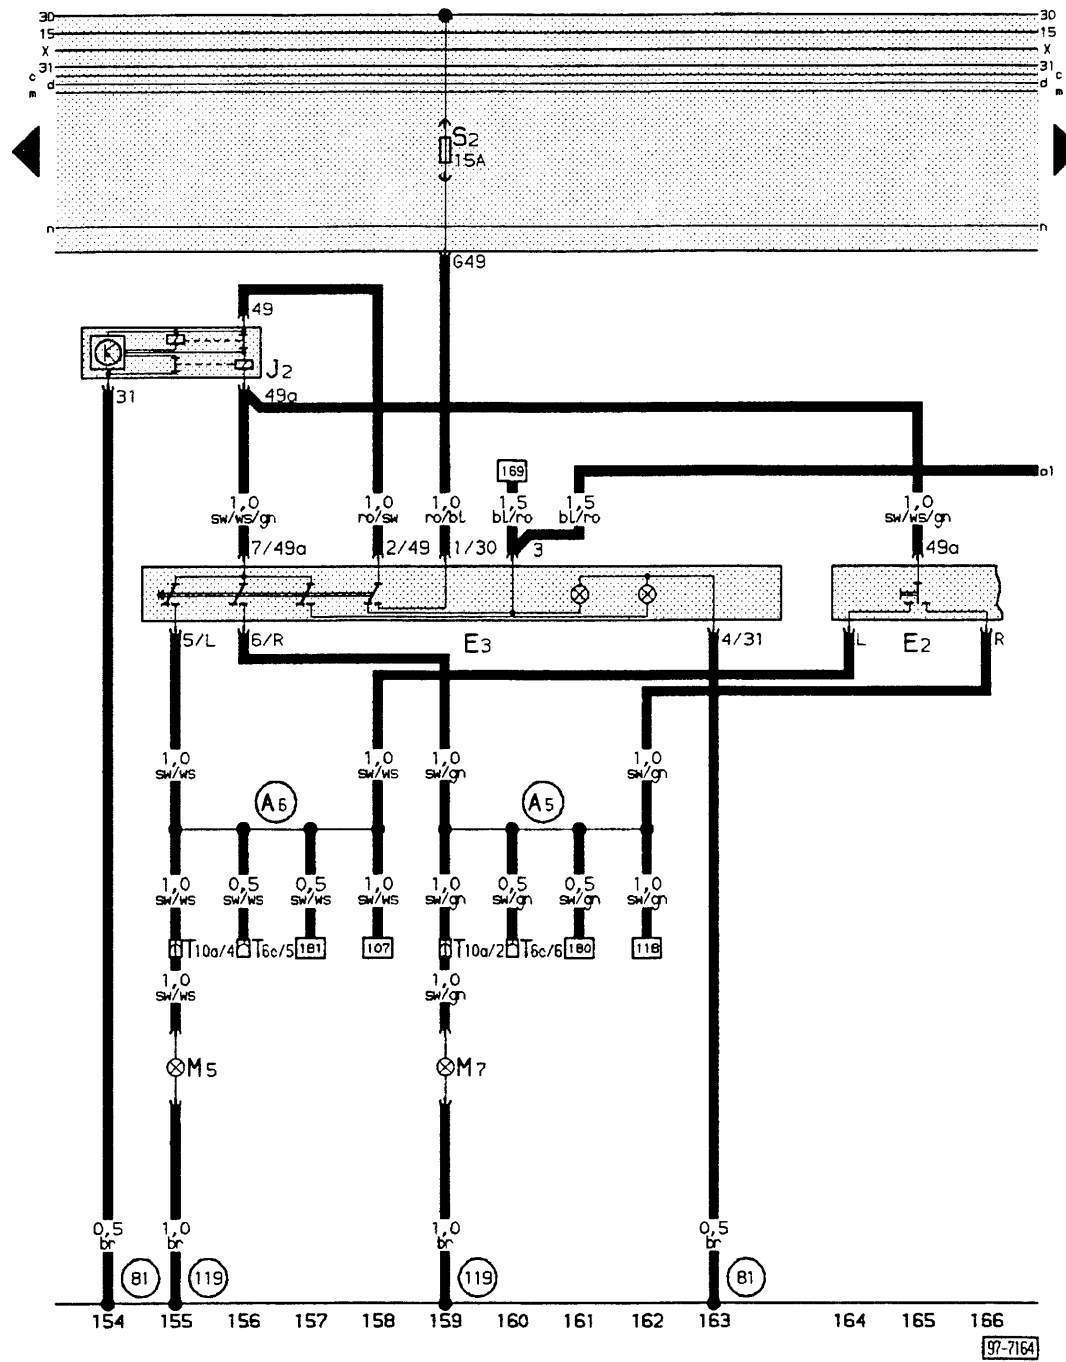 30 30
15 15
X X
31 31
c c
d d
m m
S2
15A
n n
G49
49
J2
31
49a
169
a1
1,0 1,0 1,0 1,5 1,5 1,0
sw/ws/gn ro/sw ro/bl bl/ro bl/ro sw/ws/gn
7/49a 2/49 1/30 3 49a
5/L 6/R E3 4/31 L E2 R
1,0 1,0 1,0 1,0
sw/ws sw/ws sw/gn sw/gn
A6 A5
1,0 0,5 0,5 1,0 1,0 0,5 0,5 1,0
sw/ws sw/ws sw/ws sw/ws sw/gn sw/gn sw/gn sw/gn
T10a/4 T6c/5 181 107 T10a/2 T6c/6 180 118
1,0 1,0
sw/ws sw/gn
M5 M7
0,5 1,0 1,0 0,5
br br br br
81 119 119 81
154 155 156 157 158 159 160 161 162 163 164 165 166
97-7164